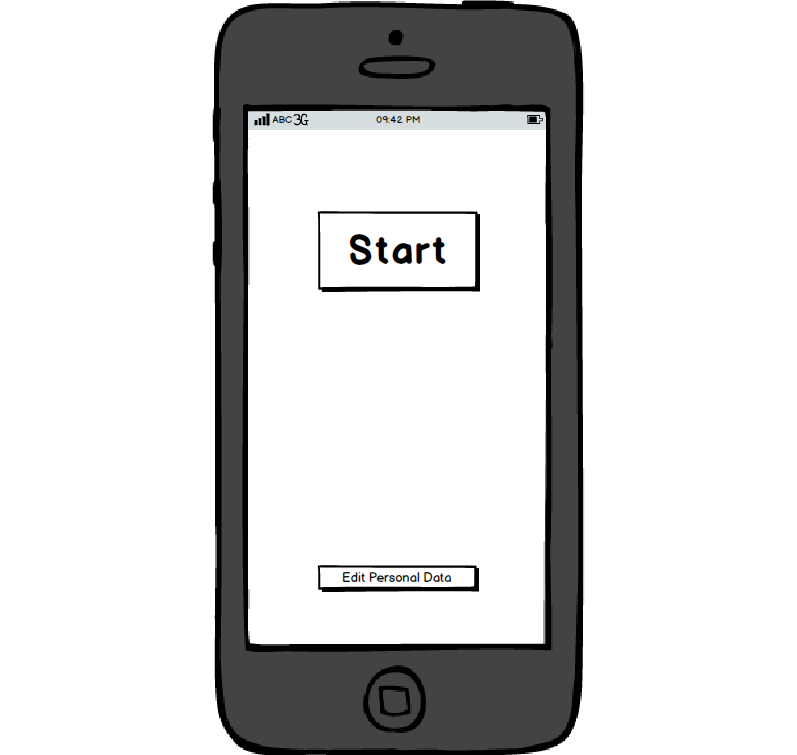 ABC 3G 09:42 PM
Start
Edit Personal Data